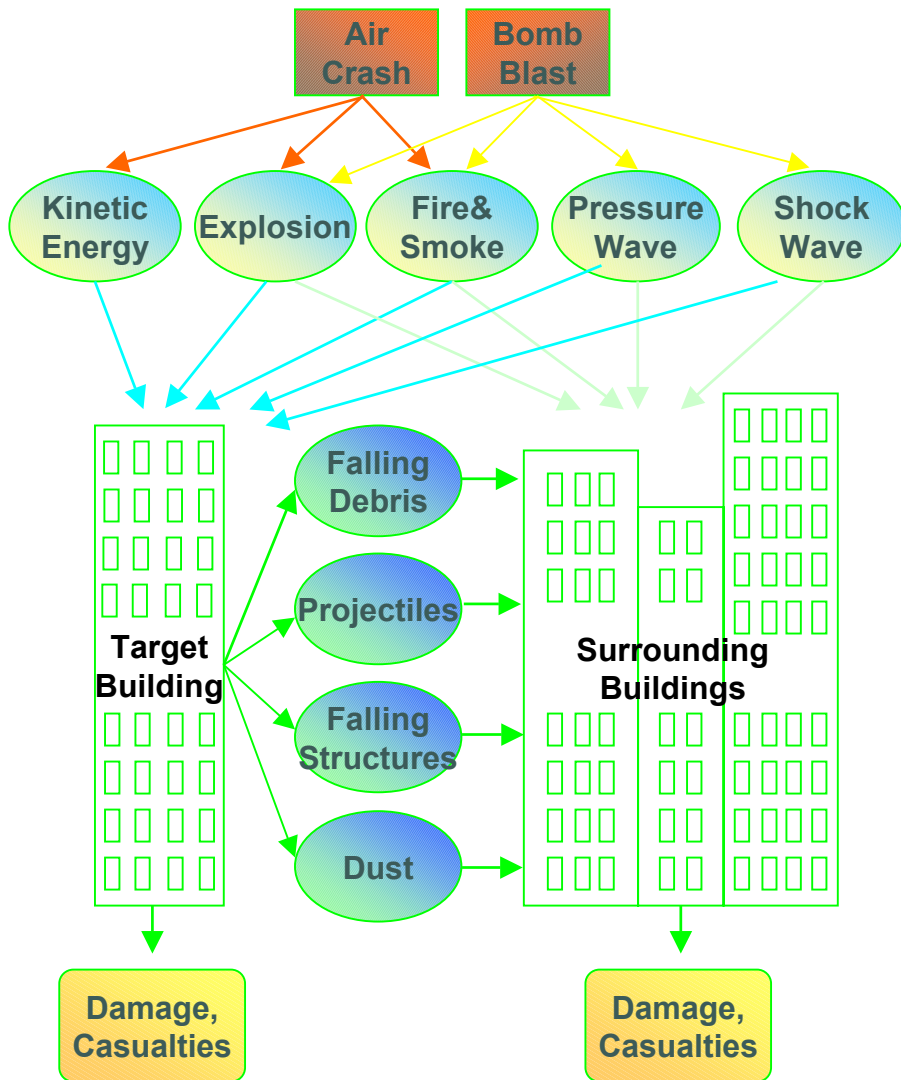 Air
Crash
Bomb
Blast
Kinetic
Energy
Explosion
Fire&
Smoke
Pressure
Wave
Shock
Wave
Falling
Debris
Projectiles
Target
Building
Surrounding
Buildings
Falling
Structures
Dust
Damage,
Casualties
Damage,
Casualties